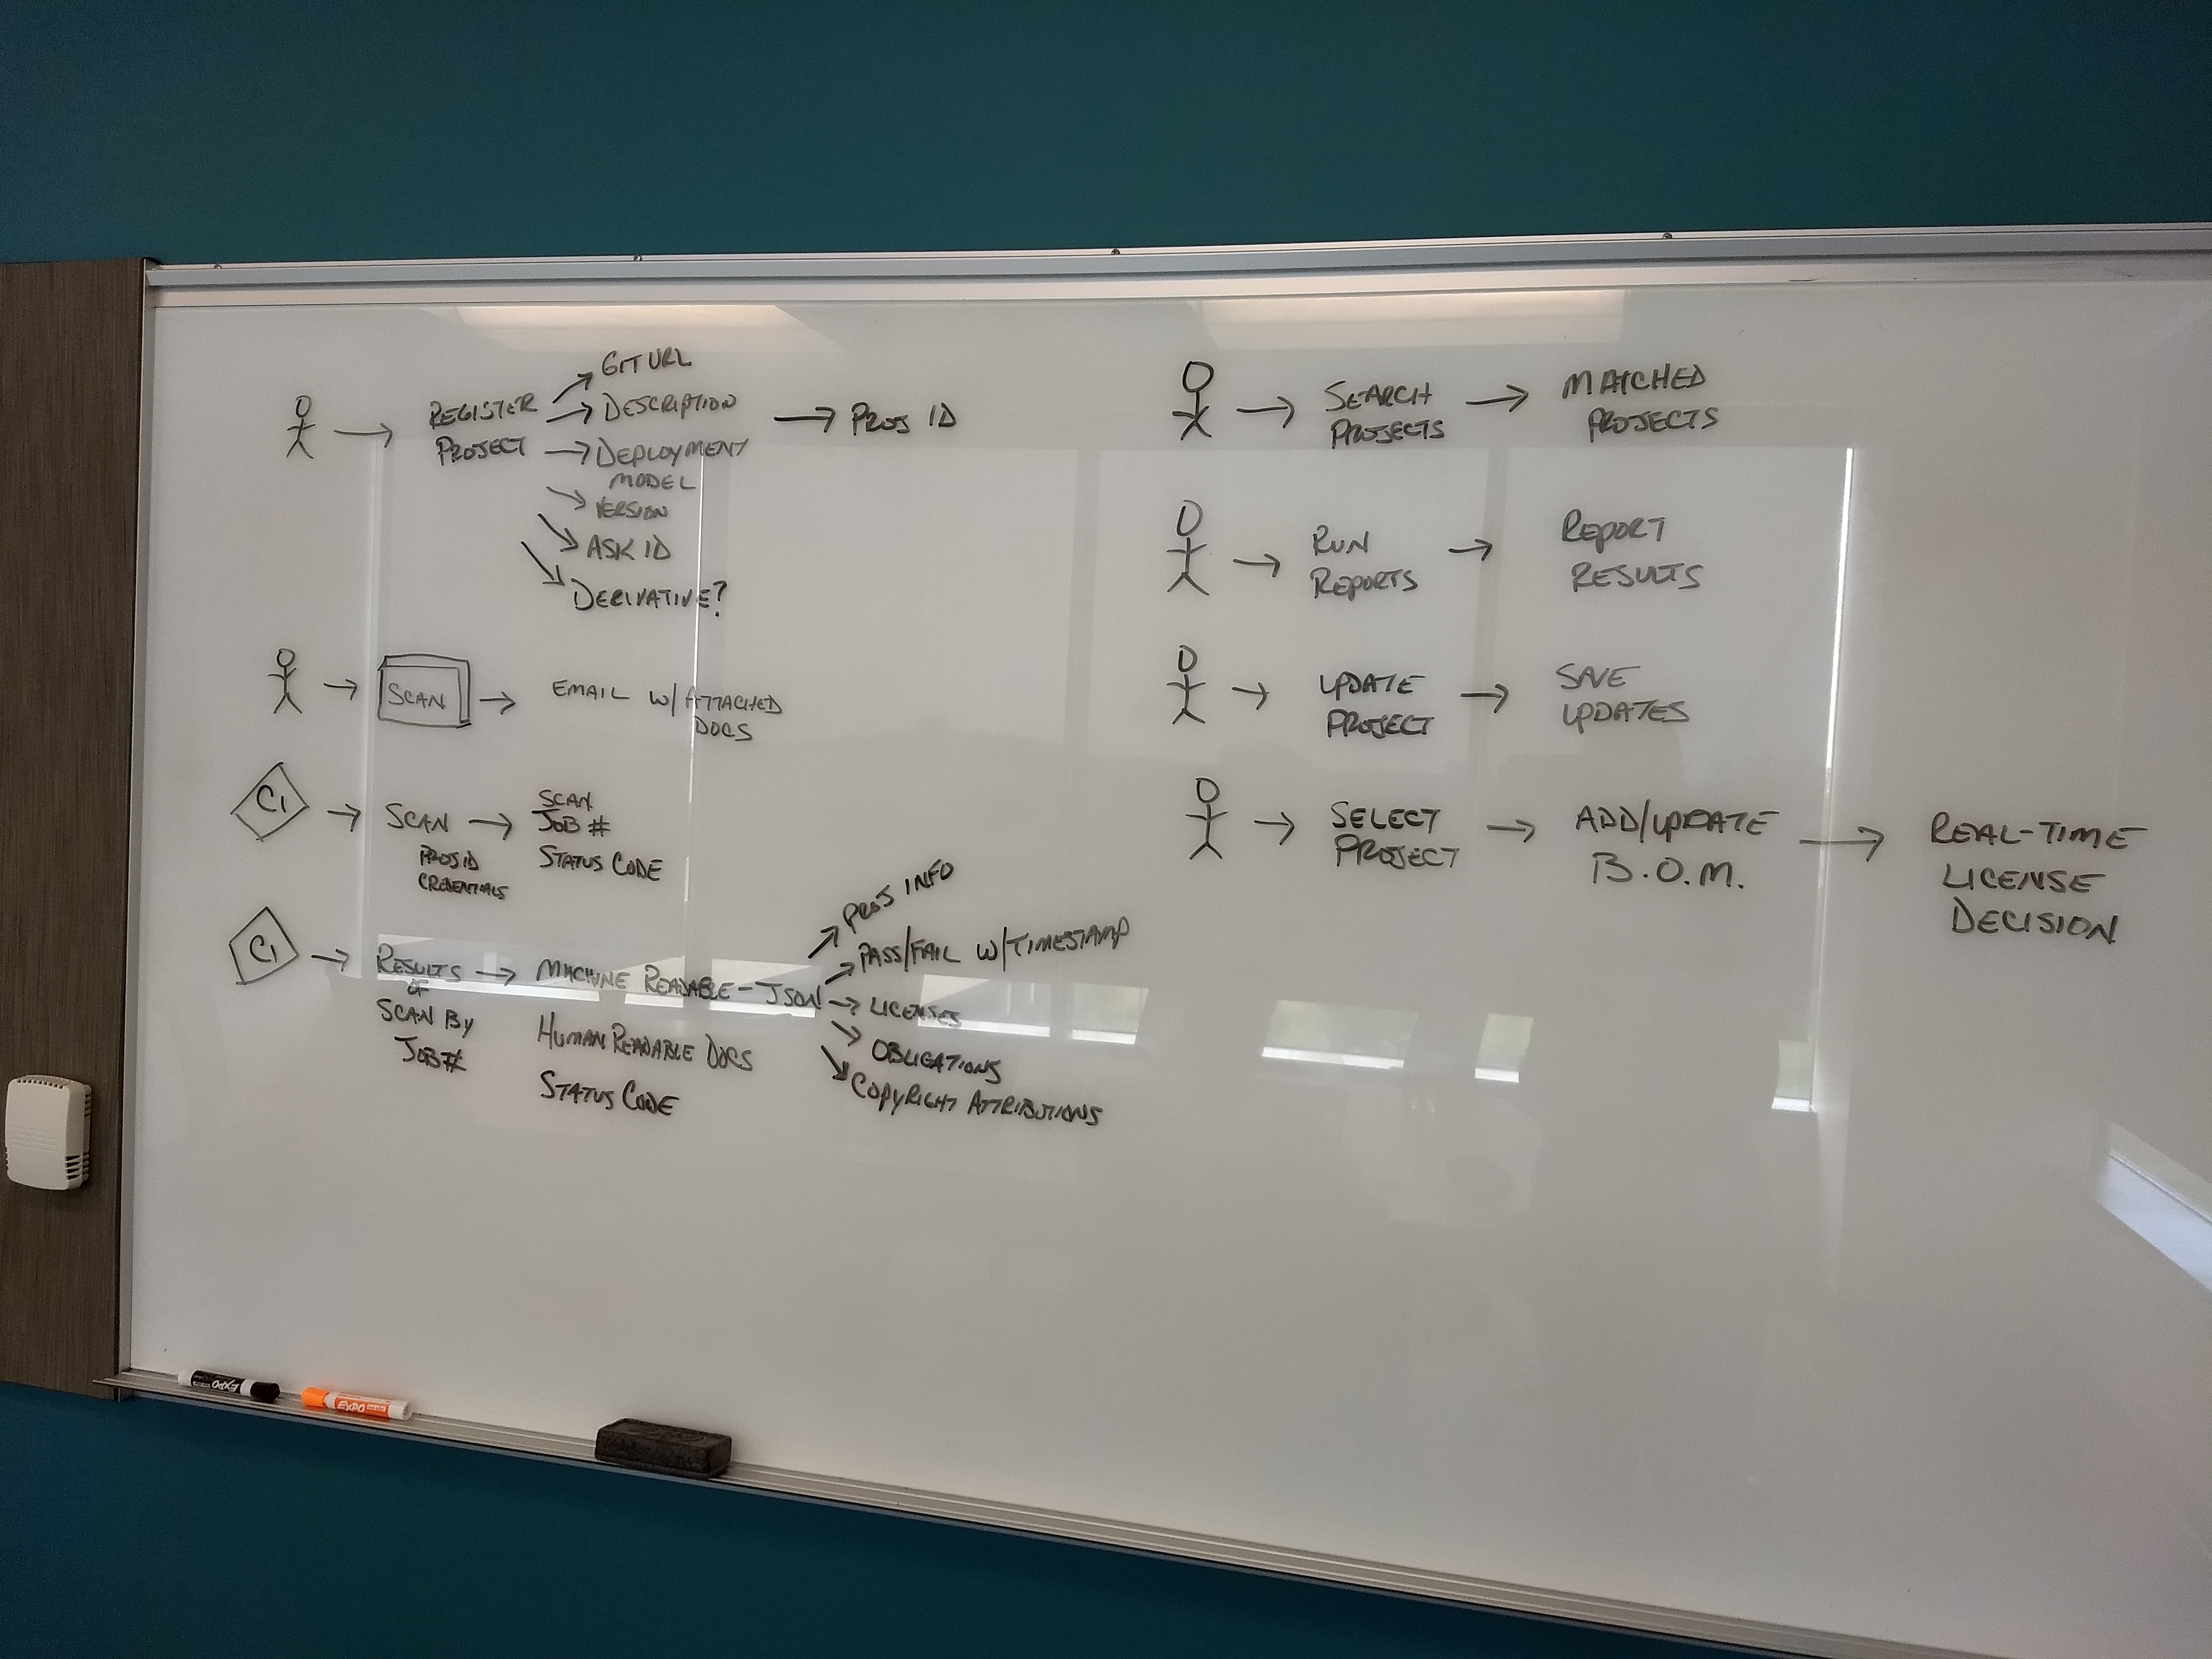 GIT URL
REGISTER
PROJECT
DESCRIPTION
DEPLOYMENT
MODEL
VERSION
ASK ID
DERIVATIVE?
PROJ ID
SCAN
EMAIL W/ ATTACHED
DOCS
CI
SCAN
PROJ ID
CREDENTIALS
SCAN
JOB #
STATUS CODE
CI
RESULTS
OF
SCAN BY
JOB #
MACHINE READABLE - JSON
HUMAN READABLE DOCS
STATUS CODE
PROJ INFO
PASS/FAIL W/TIMESTAMP
LICENSES
OBLIGATIONS
COPYRIGHT ATTRIBUTIONS
SEARCH
PROJECTS
MATCHED
PROJECTS
RUN
REPORTS
REPORT
RESULTS
UPDATE
PROJECT
SAVE
UPDATES
SELECT
PROJECT
ADD/UPDATE
B.O.M.
REAL-TIME
LICENSE
DECISION
EXPO
EXPO